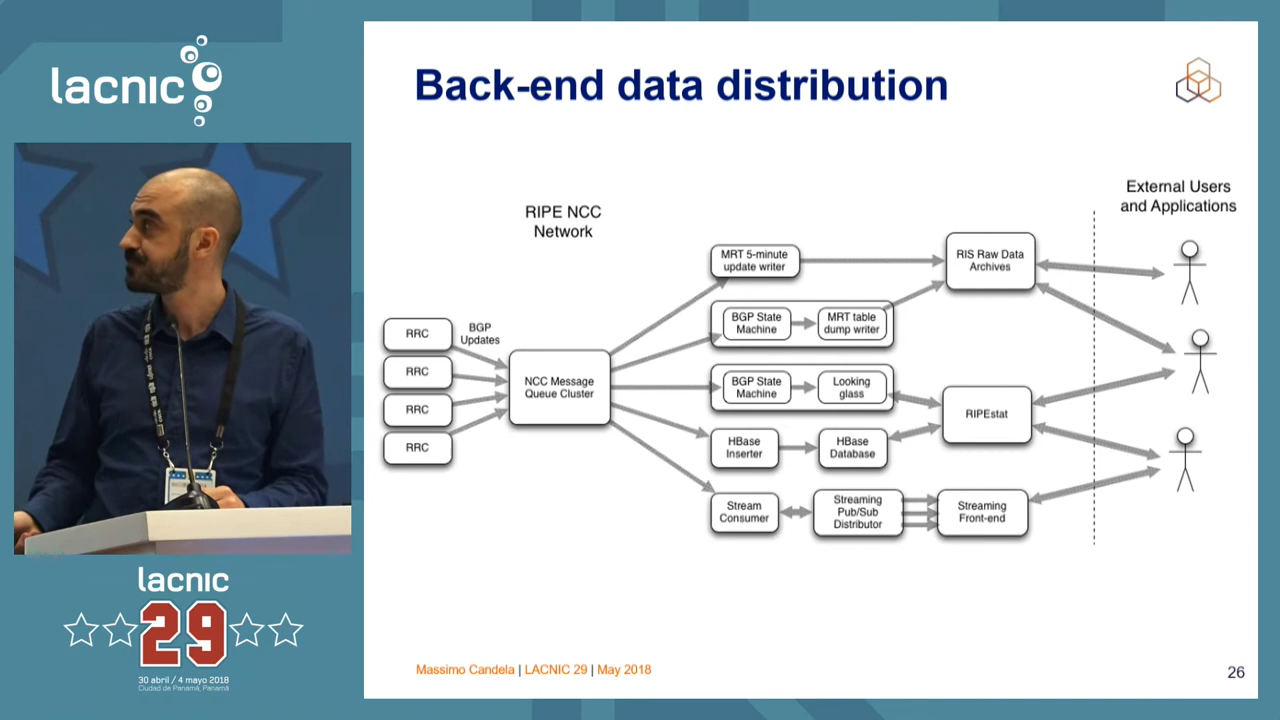 lacnic
Back-end data distribution
RIPE NCC
Network
External Users
and Applications
MRT 5-minute
update writer
RIS Raw Data
Archives
BGP State
Machine
MRT table
dump writer
RRC
RRC
RRC
RRC
BGP
Updates
NCC Message
Queue Cluster
BGP State
Machine
Looking
glass
RIPEstat
HBase
Inserter
HBase
Database
Stream
Consumer
Streaming
Pub/Sub
Distributor
Streaming
Front-end
lacnic
29
30 abril / 4 mayo 2018
Ciudad de Panamá, Panamá
Massimo Candela | LACNIC 29 | May 2018
26